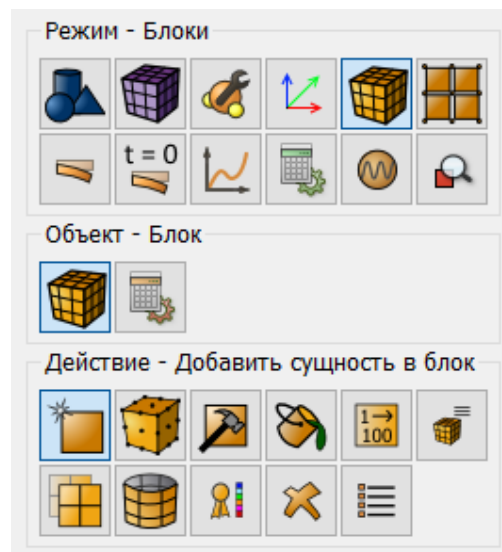 Режим - Блоки
t = 0
Объект - Блок
Действие - Добавить сущность в блок
1→
100